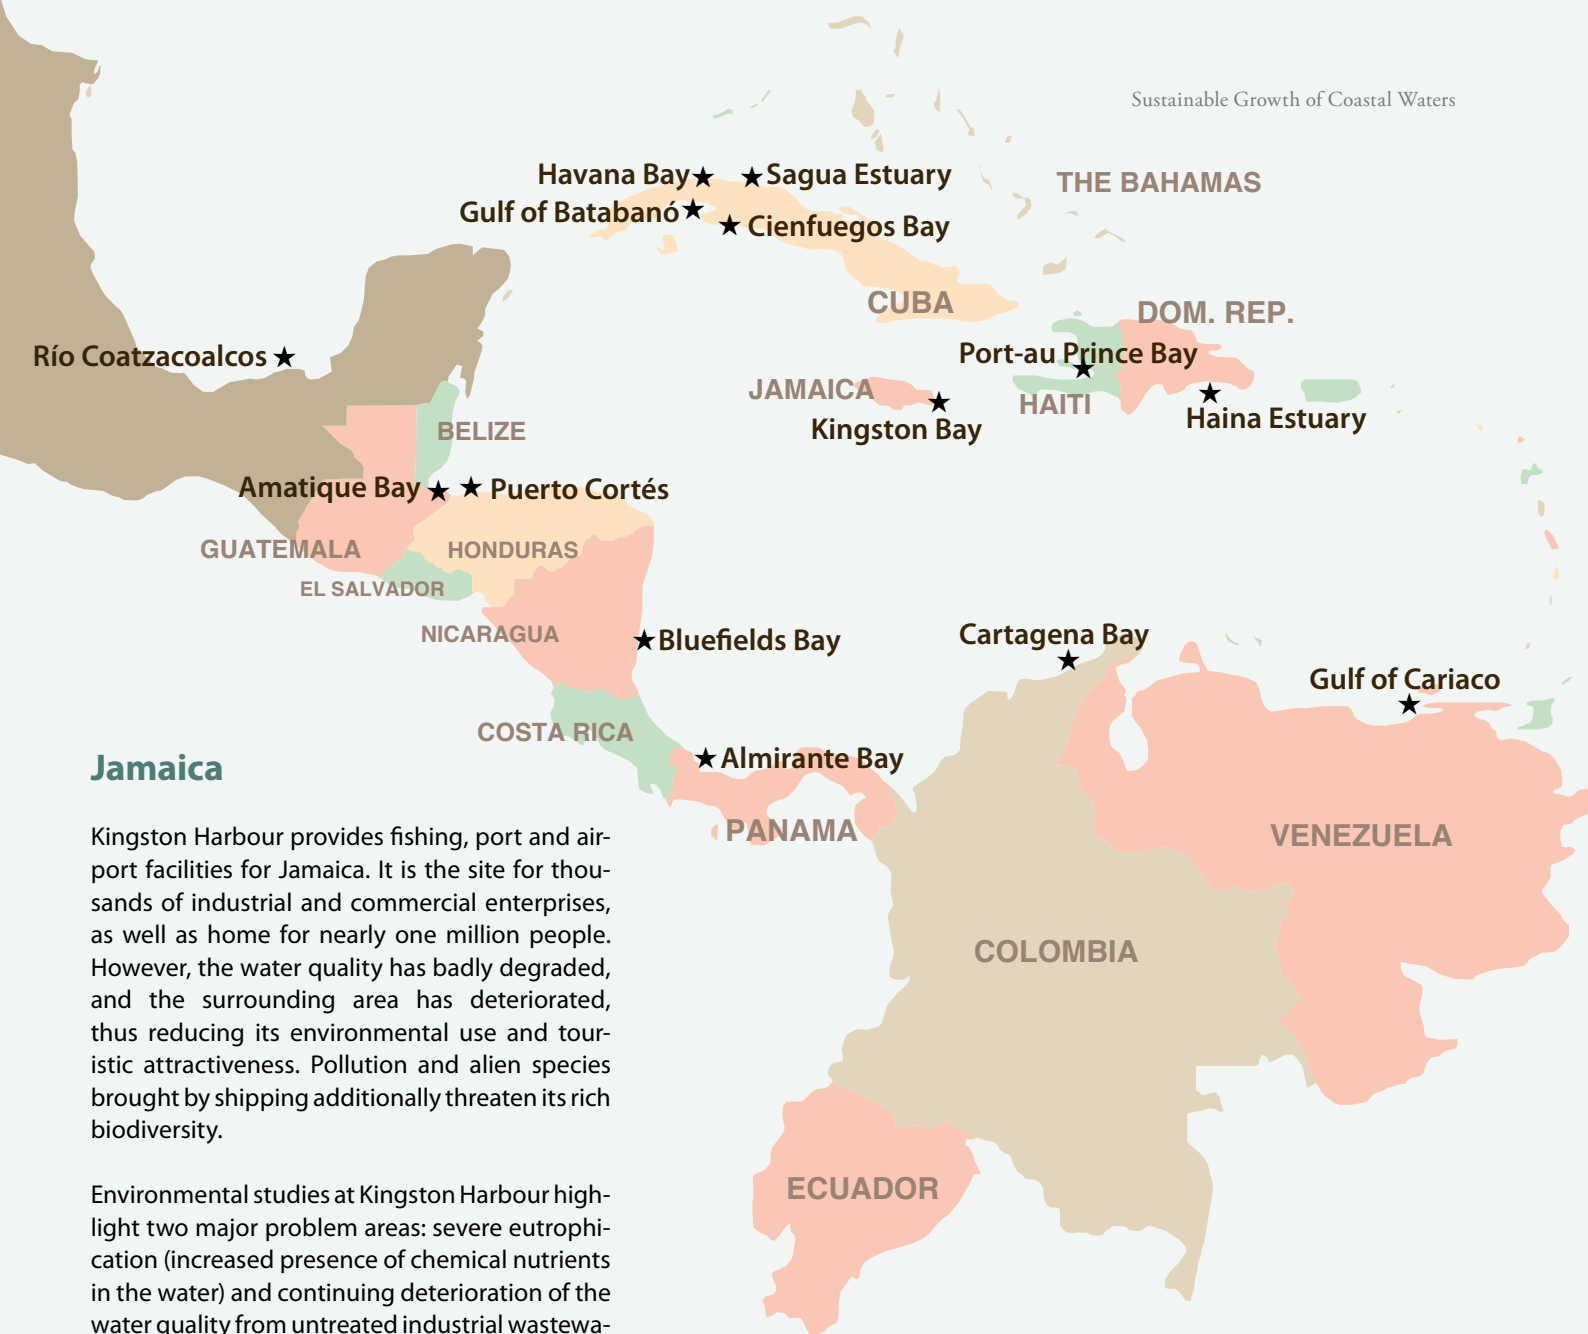 Sustainable Growth of Coastal Waters
Havana Bay
Sagua Estuary
THE BAHAMAS
Gulf of Batabanó
Cienfuegos Bay
CUBA
DOM. REP.
Río Coatzacoalcos
Port-au Prince Bay
JAMAICA
HAITI
Haina Estuary
Kingston Bay
BELIZE
Amatique Bay
Puerto Cortés
GUATEMALA
HONDURAS
EL SALVADOR
NICARAGUA
Bluefields Bay
Cartagena Bay
Gulf of Cariaco
COSTA RICA
Almirante Bay
PANAMA
VENEZUELA
COLOMBIA
ECUADOR
Jamaica
Kingston Harbour provides fishing, port and air-
port facilities for Jamaica. It is the site for thou-
sands of industrial and commercial enterprises,
as well as home for nearly one million people.
However, the water quality has badly degraded,
and the surrounding area has deteriorated,
thus reducing its environmental use and tour-
istic attractiveness. Pollution and alien species
brought by shipping additionally threaten its rich
biodiversity.
Environmental studies at Kingston Harbour high-
light two major problem areas: severe eutrophi-
cation (increased presence of chemical nutrients
in the water) and continuing deterioration of the
water quality from untreated industrial wastewa-